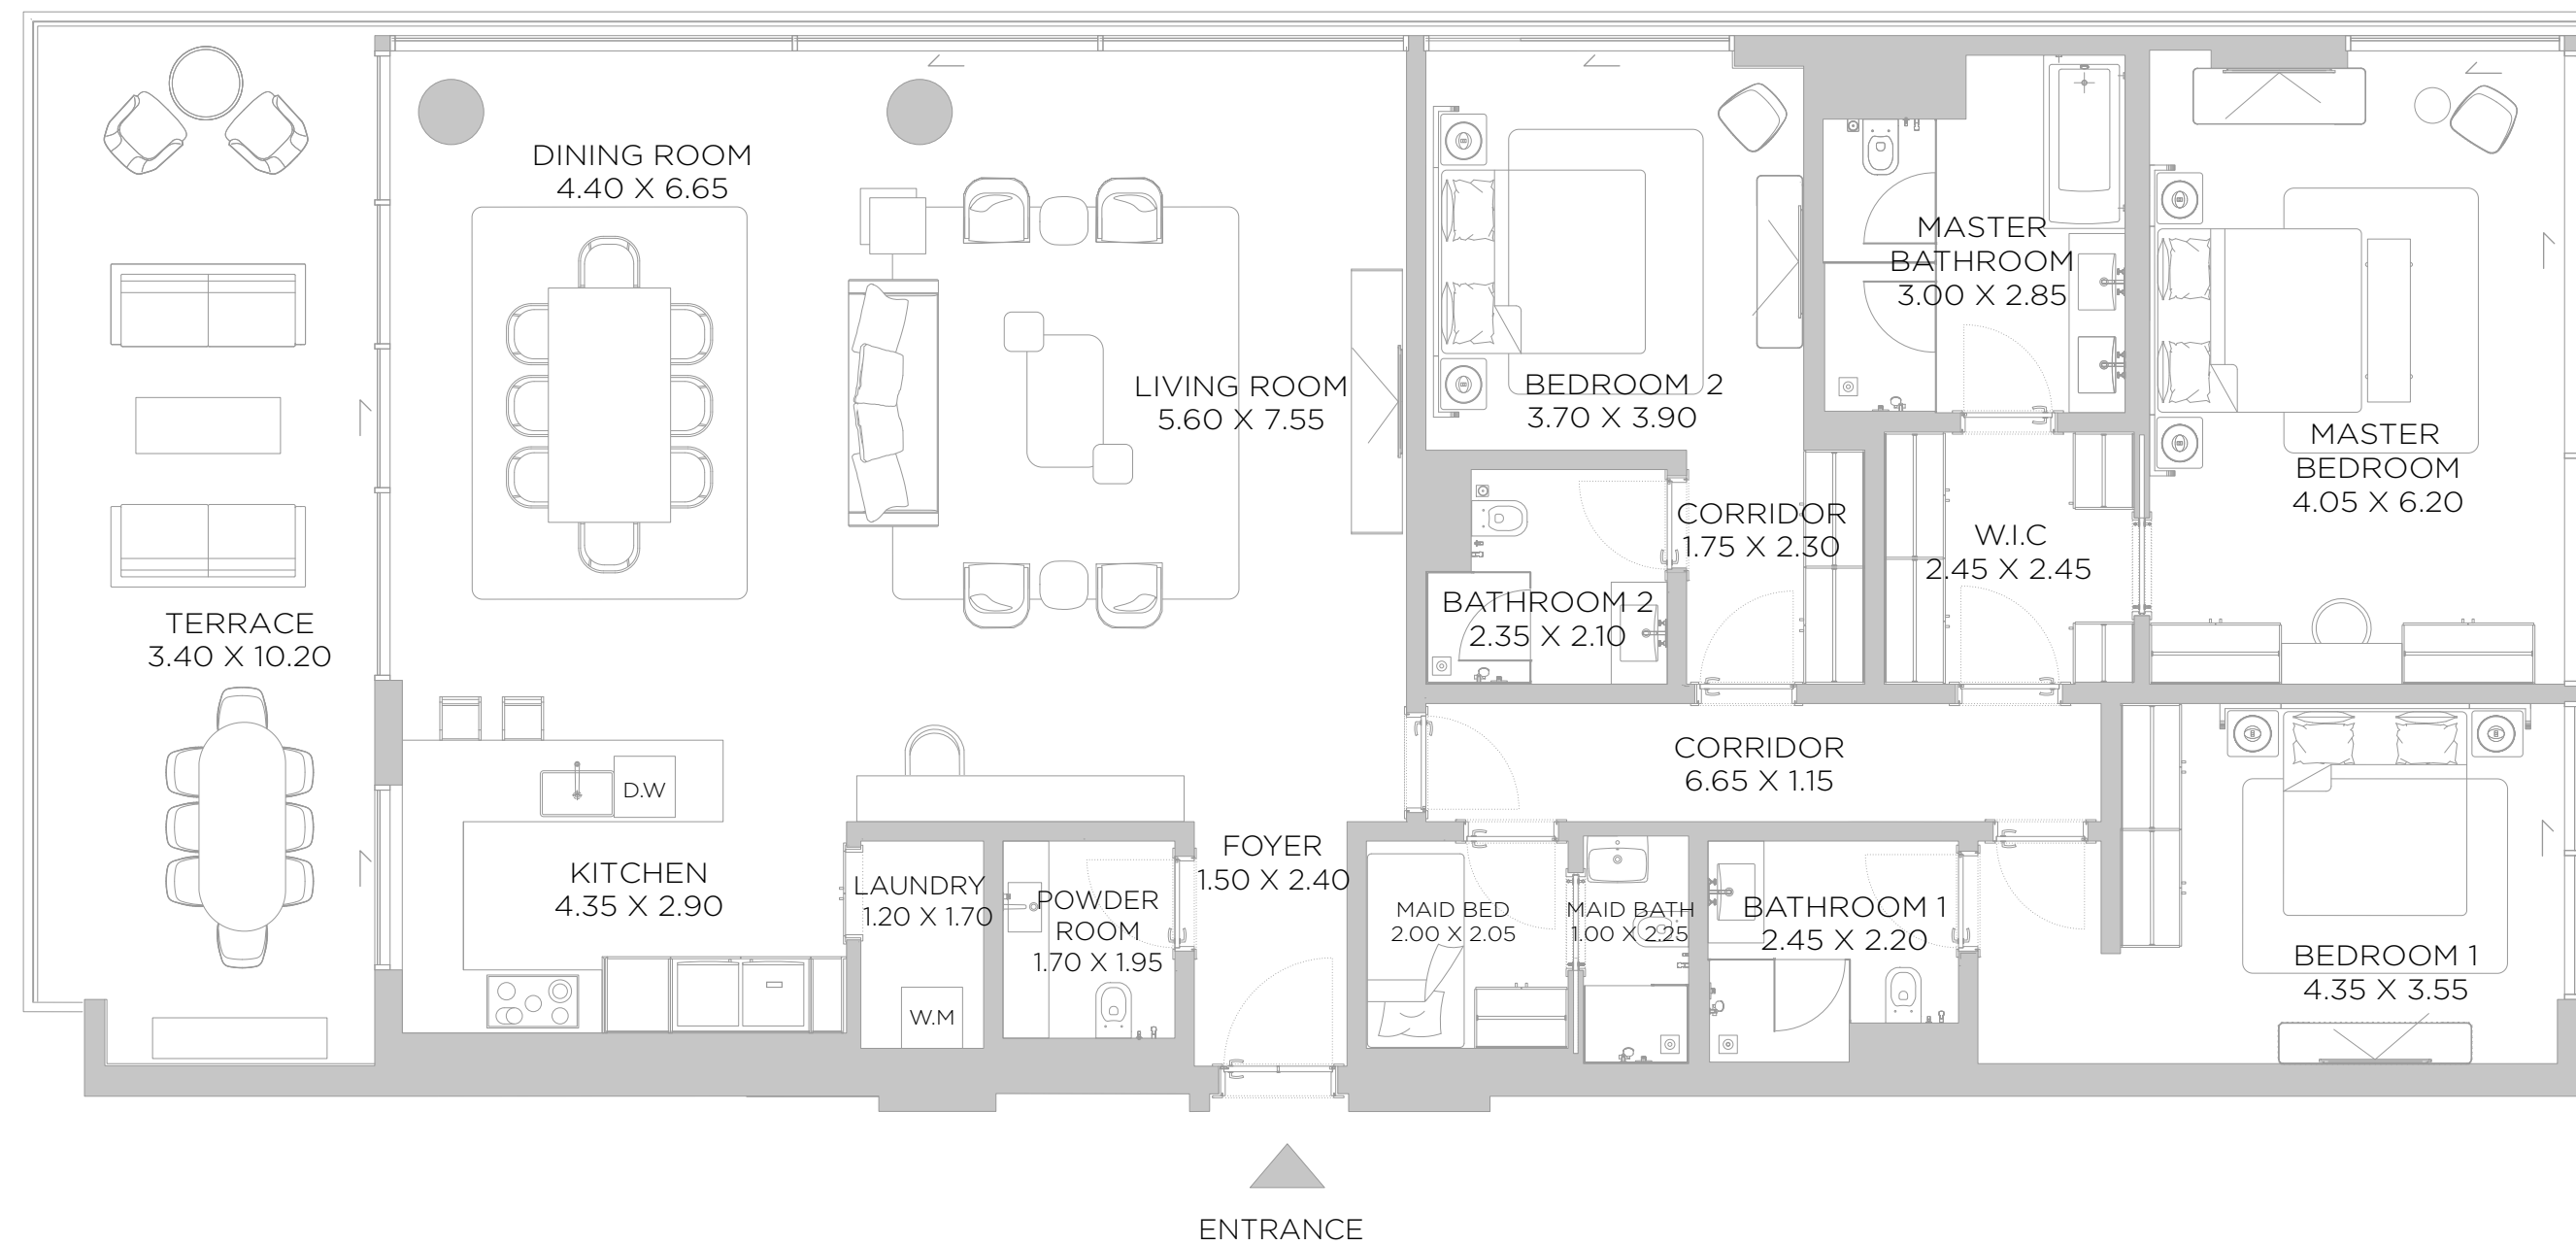 DINING ROOM
4.40 X 6.65
LIVING ROOM
5.60 X 7.55
BEDROOM 2
3.70 X 3.90
MASTER
BATHROOM
3.00 X 2.85
MASTER
BEDROOM
4.05 X 6.20
CORRIDOR
1.75 X 2.30
W.I.C
2.45 X 2.45
BATHROOM 2
2.35 X 2.10
TERRACE
3.40 X 10.20
CORRIDOR
6.65 X 1.15
D.W
KITCHEN
4.35 X 2.90
LAUNDRY
1.20 X 1.70
W.M
POWDER
ROOM
1.70 X 1.95
FOYER
1.50 X 2.40
MAID BED
2.00 X 2.05
MAID BATH
1.00 X 2.25
BATHROOM 1
2.45 X 2.20
BEDROOM 1
4.35 X 3.55
ENTRANCE